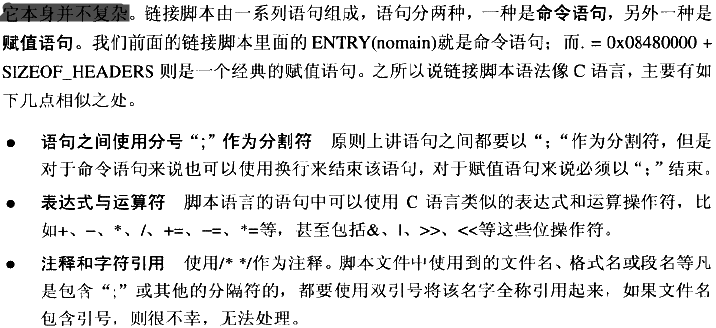 它本身并不复杂。链接脚本由一系列语句组成，语句分两种，一种是命令语句，另外一种是
赋值语句。我们前面的链接脚本里面的 ENTRY(nomain)就是命令语句；而. = 0x08480000 +
SIZEOF_HEADERS 则是一个经典的赋值语句。之所以说链接脚本语法像 C 语言，主要有如
下几点相似之处。
● 语句之间使用分号“;”作为分割符 原则上讲语句之间都要以“；“作为分割符，但是
对于命令语句来说也可以使用换行来结束该语句，对于赋值语句来说必须以“；”结束。
● 表达式与运算符 脚本语言的语句中可以使用 C 语言类似的表达式和运算操作符，比
如+、-、*、/、+=、-=、*=等，甚至包括&、|、>>、<<等这些位操作符。
● 注释和字符引用 使用/* */作为注释。脚本文件中使用到的文件名、格式名或段名等凡
是包含“;”或其他的分隔符的，都要使用双引号将该名字全称引用起来，如果文件名
包含引号，则很不幸，无法处理。